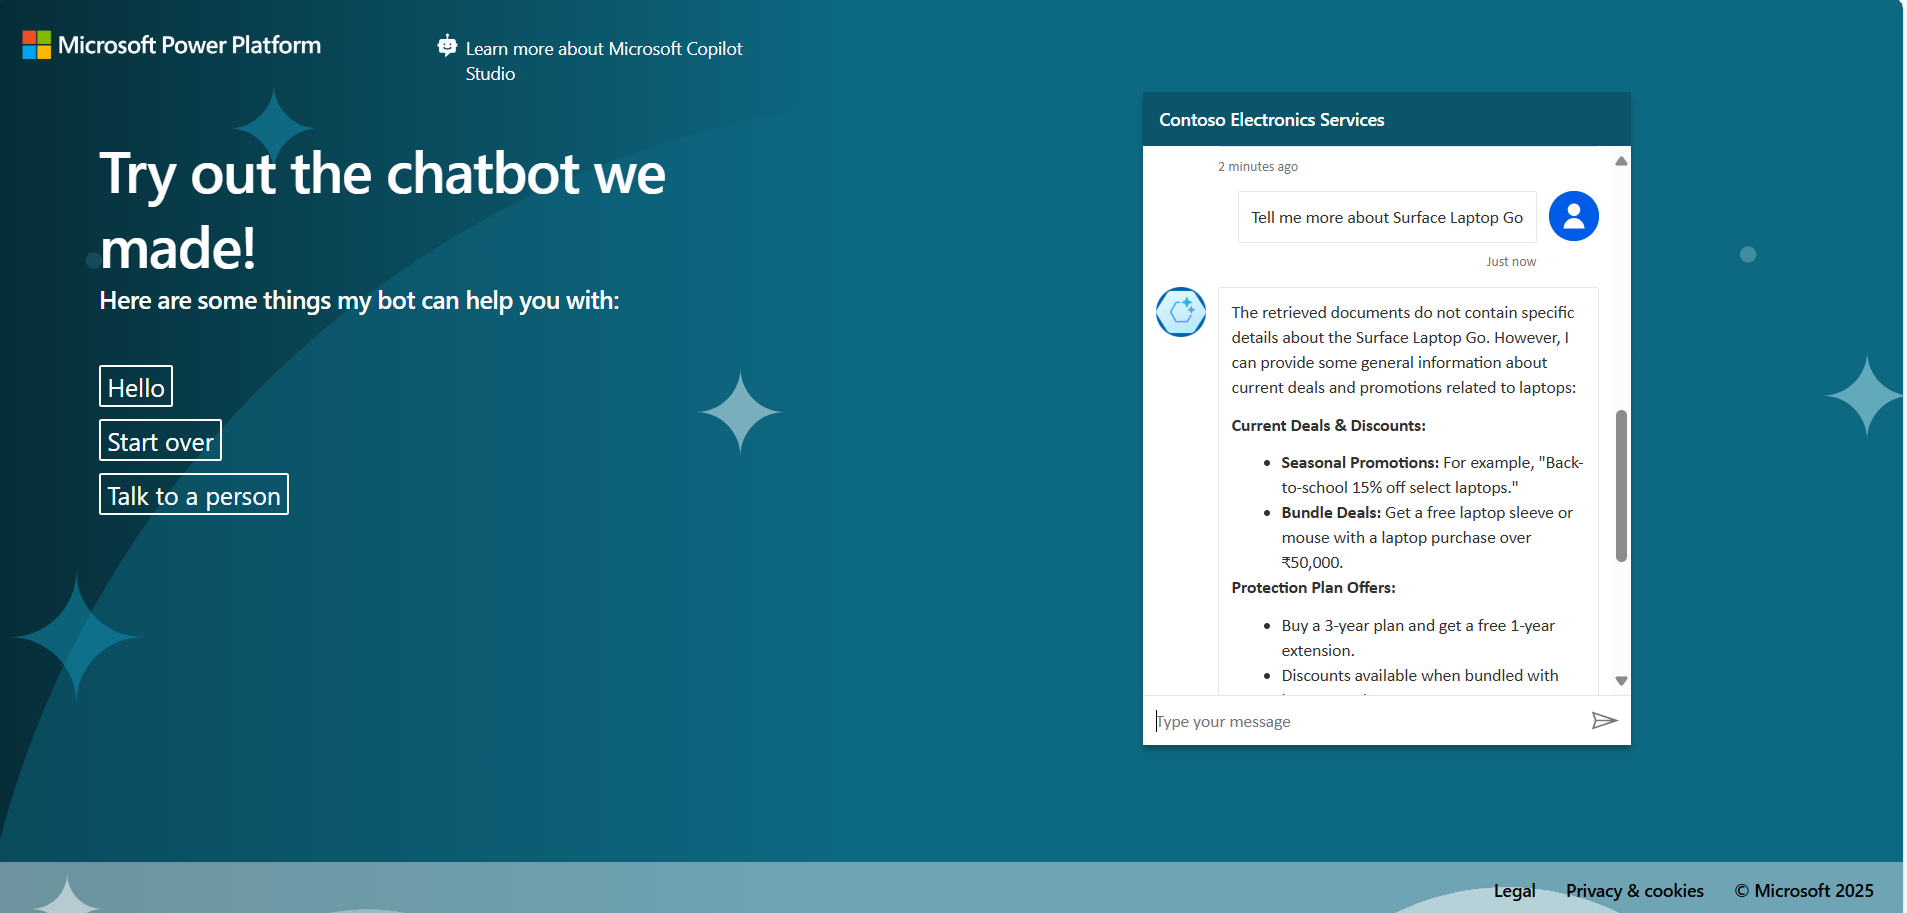 Microsoft Power Platform
Learn more about Microsoft Copilot
Studio
Try out the chatbot we
made!
Here are some things my bot can help you with:
Hello
Start over
Talk to a person
Contoso Electronics Services
2 minutes ago
Tell me more about Surface Laptop Go
Just now
The retrieved documents do not contain specific
details about the Surface Laptop Go. However, I
can provide some general information about
current deals and promotions related to laptops:
Current Deals & Discounts:
Seasonal Promotions: For example, "Back-
to-school 15% off select laptops."
Bundle Deals: Get a free laptop sleeve or
mouse with a laptop purchase over
₹50,000.
Protection Plan Offers:
Buy a 3-year plan and get a free 1-year
extension.
Discounts available when bundled with
Type your message
Legal
Privacy & cookies
© Microsoft 2025